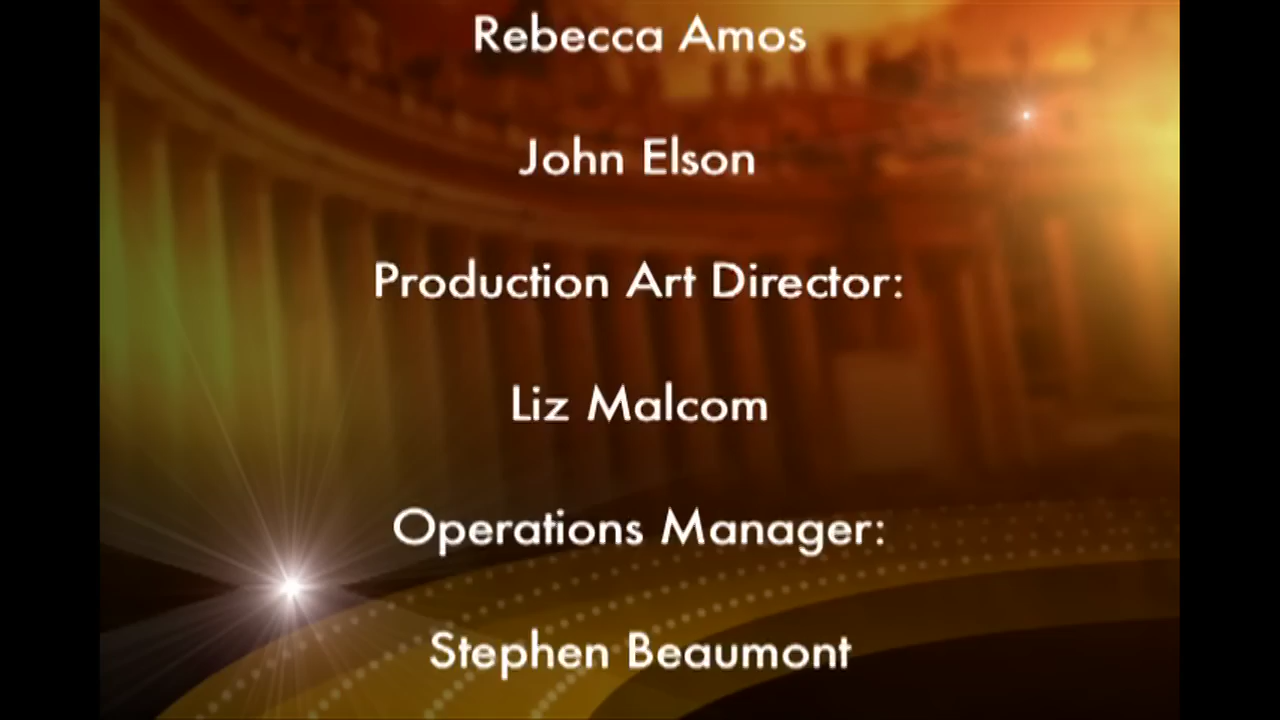 Rebecca Amos
John Elson
Production Art Director:
Liz Malcom
Operations Manager:
Stephen Beaumont